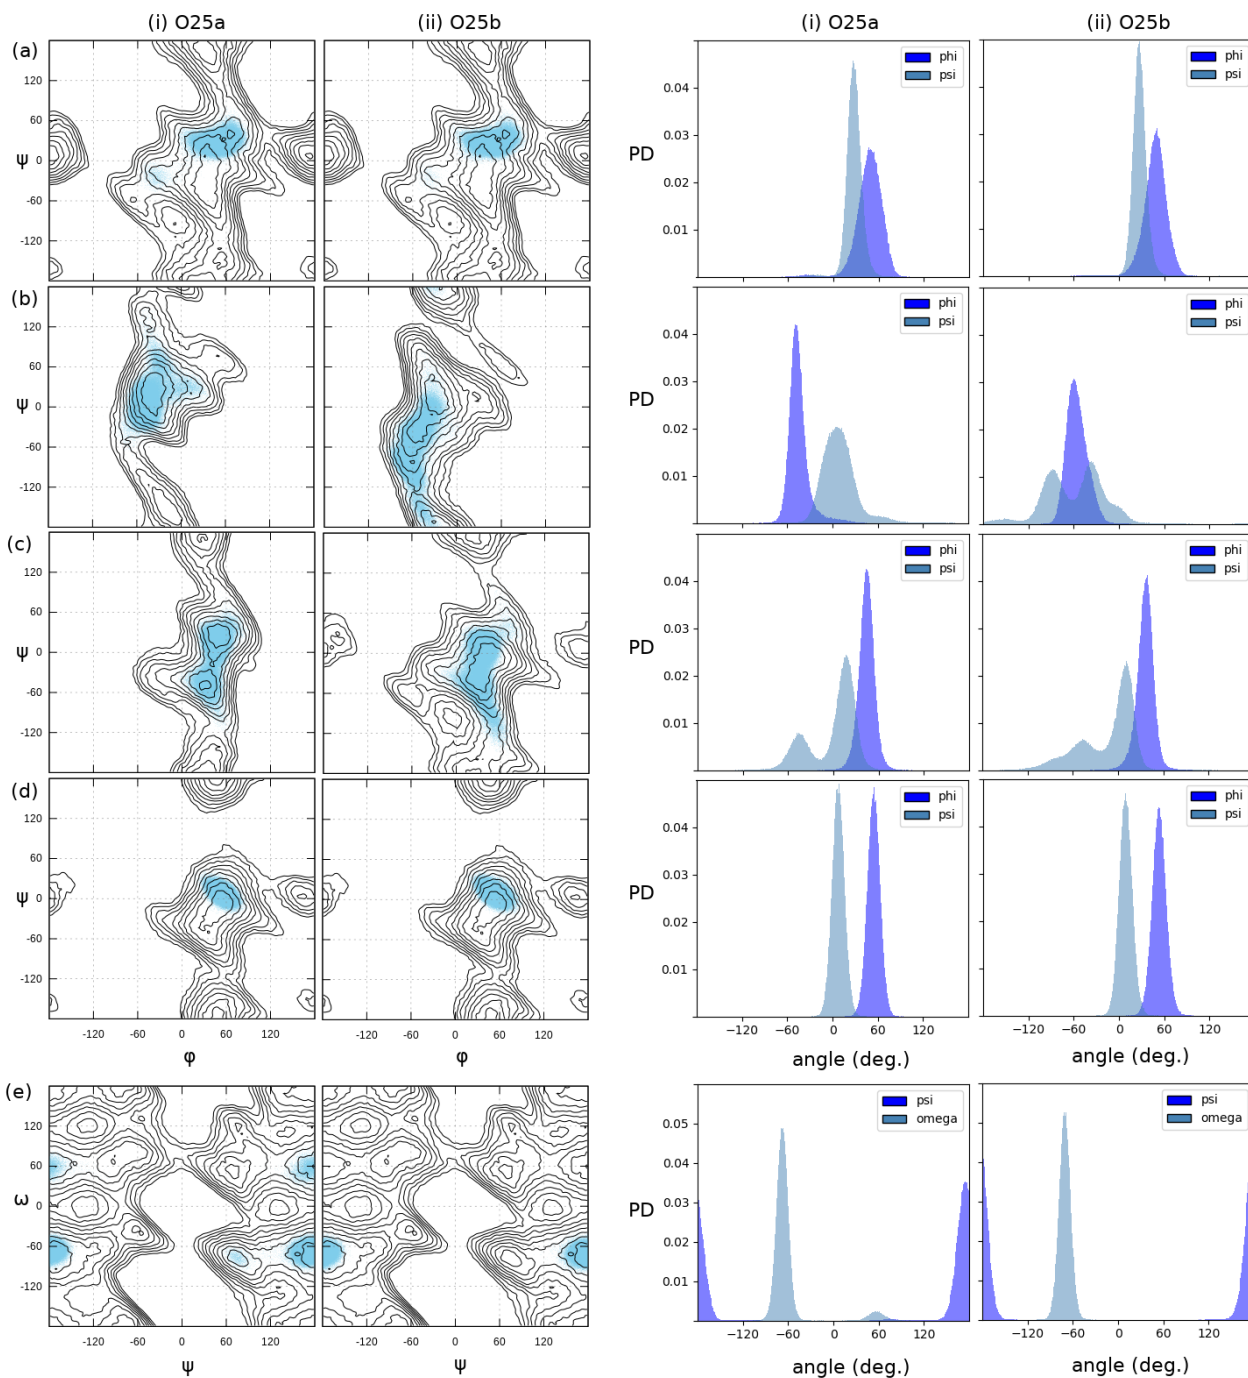 (i) O25a (ii) O25b (i) O25a (ii) O25b
(a) 120 60 0 -60 -120 ψ
PD 0.04 0.03 0.02 0.01
phi
psi
phi
psi
(b) 120 60 0 -60 -120 ψ
PD 0.04 0.03 0.02 0.01
phi
psi
phi
psi
(c) 120 60 0 -60 -120 ψ
PD 0.04 0.03 0.02 0.01
phi
psi
phi
psi
(d) 120 60 0 -60 -120 ψ
PD 0.04 0.03 0.02 0.01
phi
psi
phi
psi
-120 -60 0 60 120 -120 -60 0 60 120
−120 −60 0 60 120 −120 −60 0 60 120
φ φ angle (deg.) angle (deg.)
(e) 120 60 0 -60 -120 ω
PD 0.05 0.04 0.03 0.02 0.01
psi
omega
psi
omega
-120 -60 0 60 120 -120 -60 0 60 120
−120 −60 0 60 120 −120 −60 0 60 120
ψ ψ angle (deg.) angle (deg.)